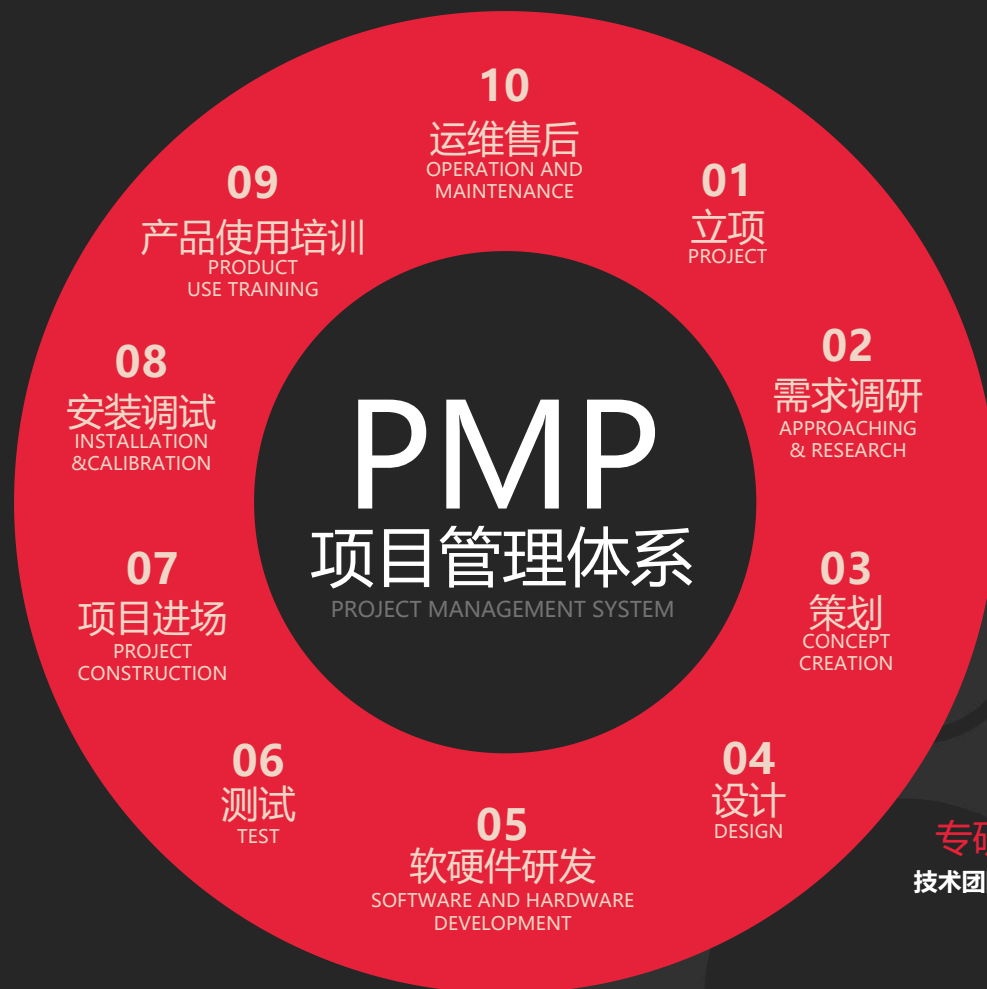 10
运维售后
OPERATION AND
MAINTENANCE
01
立项
PROJECT
02
需求调研
APPROACHING
& RESEARCH
03
策划
CONCEPT
CREATION
04
设计
DESIGN
05
软硬件研发
SOFTWARE AND HARDWARE
DEVELOPMENT
06
测试
TEST
07
项目进场
PROJECT
CONSTRUCTION
08
安装调试
INSTALLATION
&CALIBRATION
09
产品使用培训
PRODUCT
USE TRAINING
PMP
项目管理体系
PROJECT MANAGEMENT SYSTEM
专研
技术团